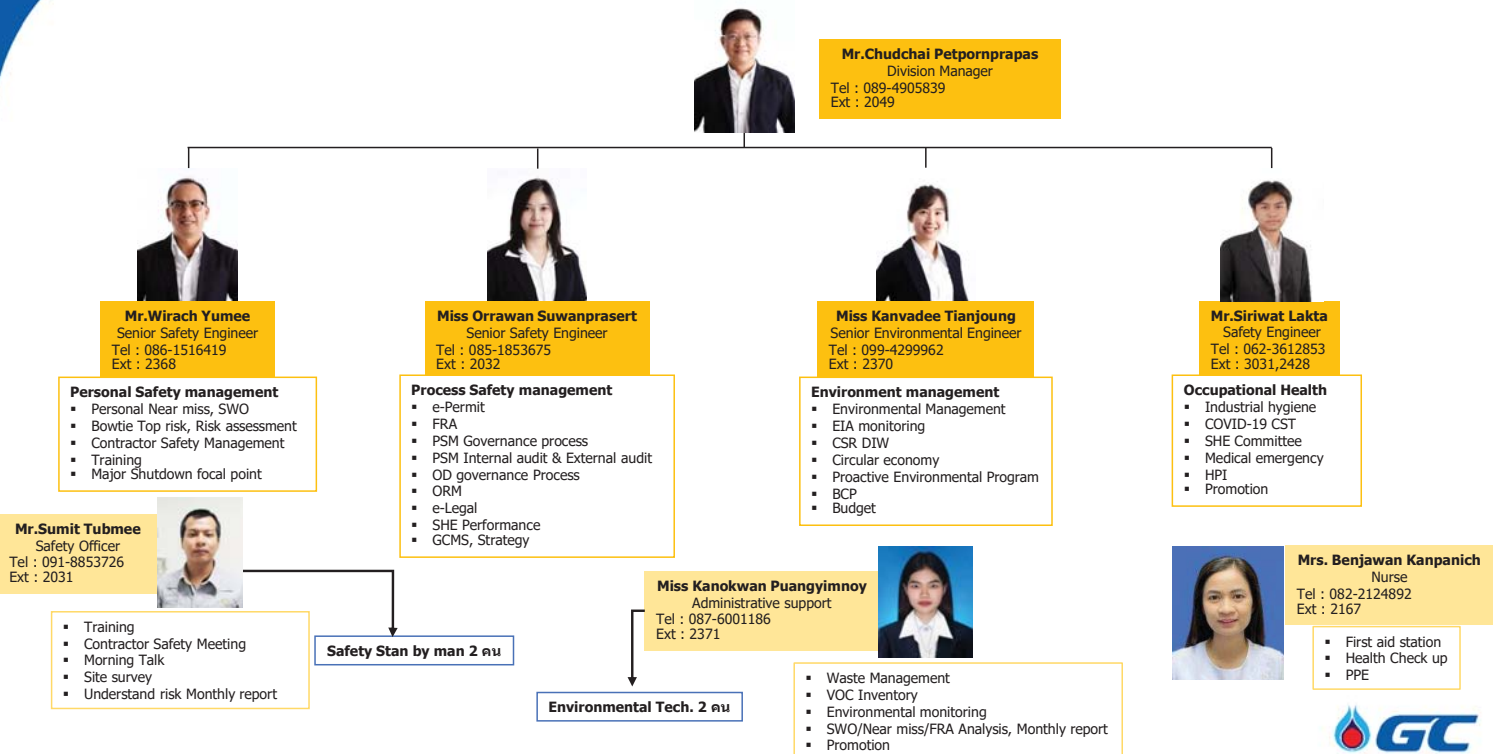 Mr.Chudchai Petpornprapas
Division Manager
Tel : 089-4905839
Ext : 2049
Mr.Wirach Yumee
Senior Safety Engineer
Tel : 086-1516419
Ext : 2368
Personal Safety management
▪ Personal Near miss, SWO
▪ Bowtie Top risk, Risk assessment
▪ Contractor Safety Management
▪ Training
▪ Major Shutdown focal point
Miss Orrawan Suwanprasert
Senior Safety Engineer
Tel : 085-1853675
Ext : 2032
Process Safety management
▪ e-Permit
▪ FRA
▪ PSM Governance process
▪ PSM Internal audit & External audit
▪ OD governance Process
▪ ORM
▪ e-Legal
▪ SHE Performance
▪ GCMS, Strategy
Miss Kanvadee Tianjoung
Senior Environmental Engineer
Tel : 099-4299962
Ext : 2370
Environment management
▪ Environmental Management
▪ EIA monitoring
▪ CSR DIW
▪ Circular economy
▪ Proactive Environmental Program
▪ BCP
▪ Budget
Mr.Siriwat Lakta
Safety Engineer
Tel : 062-3612853
Ext : 3031,2428
Occupational Health
▪ Industrial hygiene
▪ COVID-19 CST
▪ SHE Committee
▪ Medical emergency
▪ HPI
▪ Promotion
Mr.Sumit Tubmee
Safety Officer
Tel : 091-8853726
Ext : 2031
▪ Training
▪ Contractor Safety Meeting
▪ Morning Talk
▪ Site survey
▪ Understand risk Monthly report
Safety Stan by man 2 คน
Miss Kanokwan Puangyimnoy
Administrative support
Tel : 087-6001186
Ext : 2371
Environmental Tech. 2 คน
▪ Waste Management
▪ VOC Inventory
▪ Environmental monitoring
▪ SWO/Near miss/FRA Analysis, Monthly report
▪ Promotion
Mrs. Benjawan Kanpanich
Nurse
Tel : 082-2124892
Ext : 2167
▪ First aid station
▪ Health Check up
▪ PPE
GC